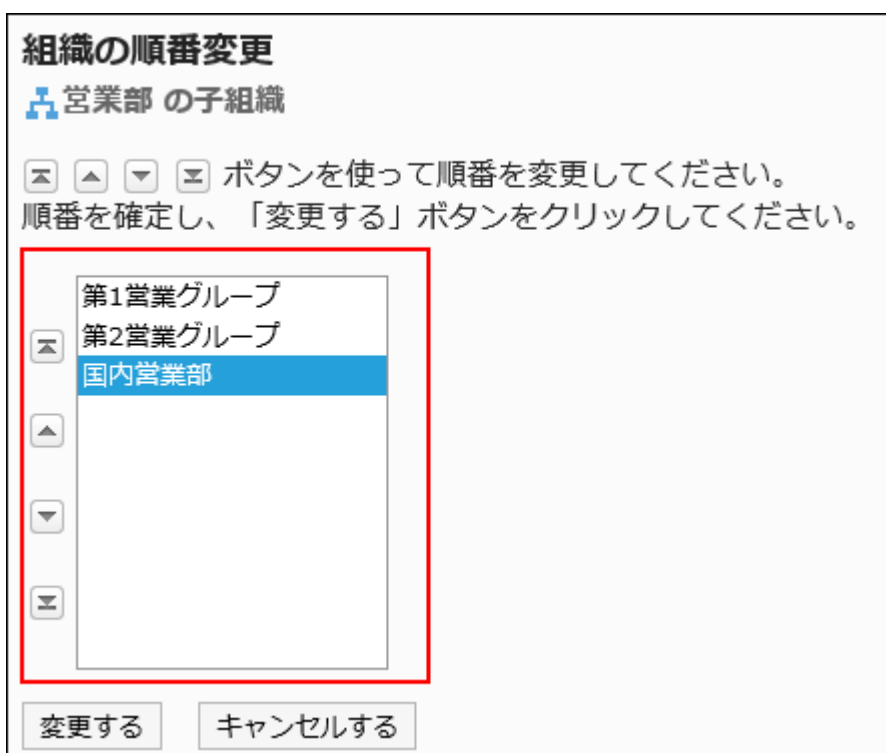 組織の順番変更
営業部 の子組織
ボタンを使って順番を変更してください。
順番を確定し、「変更する」ボタンをクリックしてください。
第1営業グループ
第2営業グループ
国内営業部
変更する
キャンセルする